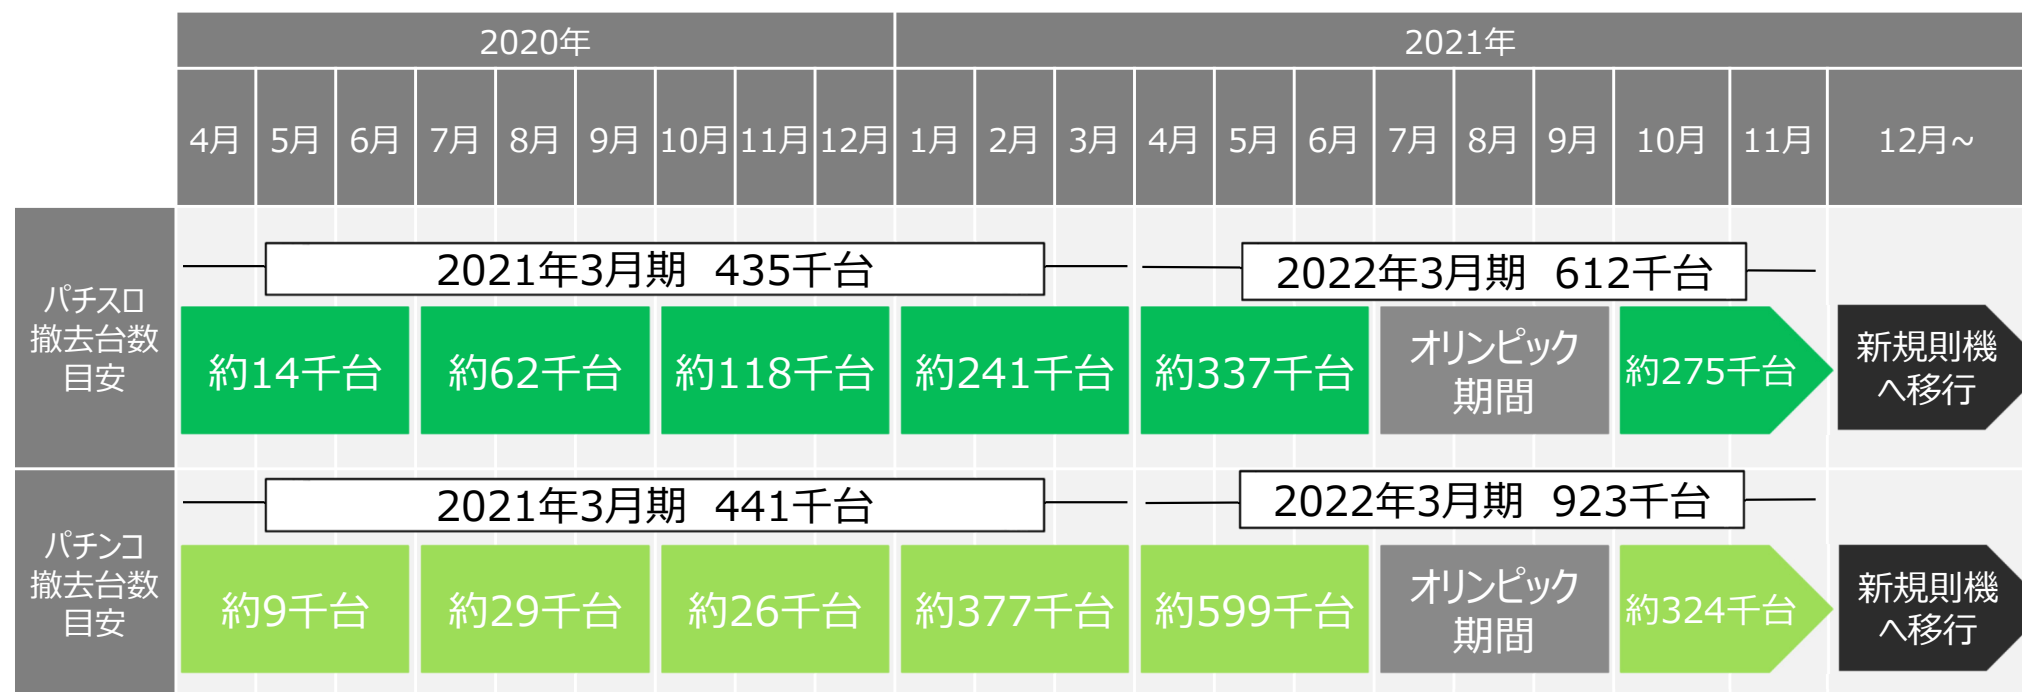 2020年 2021年
4月 5月 6月 7月 8月 9月 10月 11月 12月 1月 2月 3月 4月 5月 6月 7月 8月 9月 10月 11月 12月~
パチスロ
撤去台数
目安
2021年3月期 435千台 2022年3月期 612千台
約14千台 約62千台 約118千台 約241千台 約337千台
オリンピック
期間
約275千台
新規則機
へ移行
パチンコ
撤去台数
目安
2021年3月期 441千台 2022年3月期 923千台
約9千台 約29千台 約26千台 約377千台 約599千台
オリンピック
期間
約324千台
新規則機
へ移行